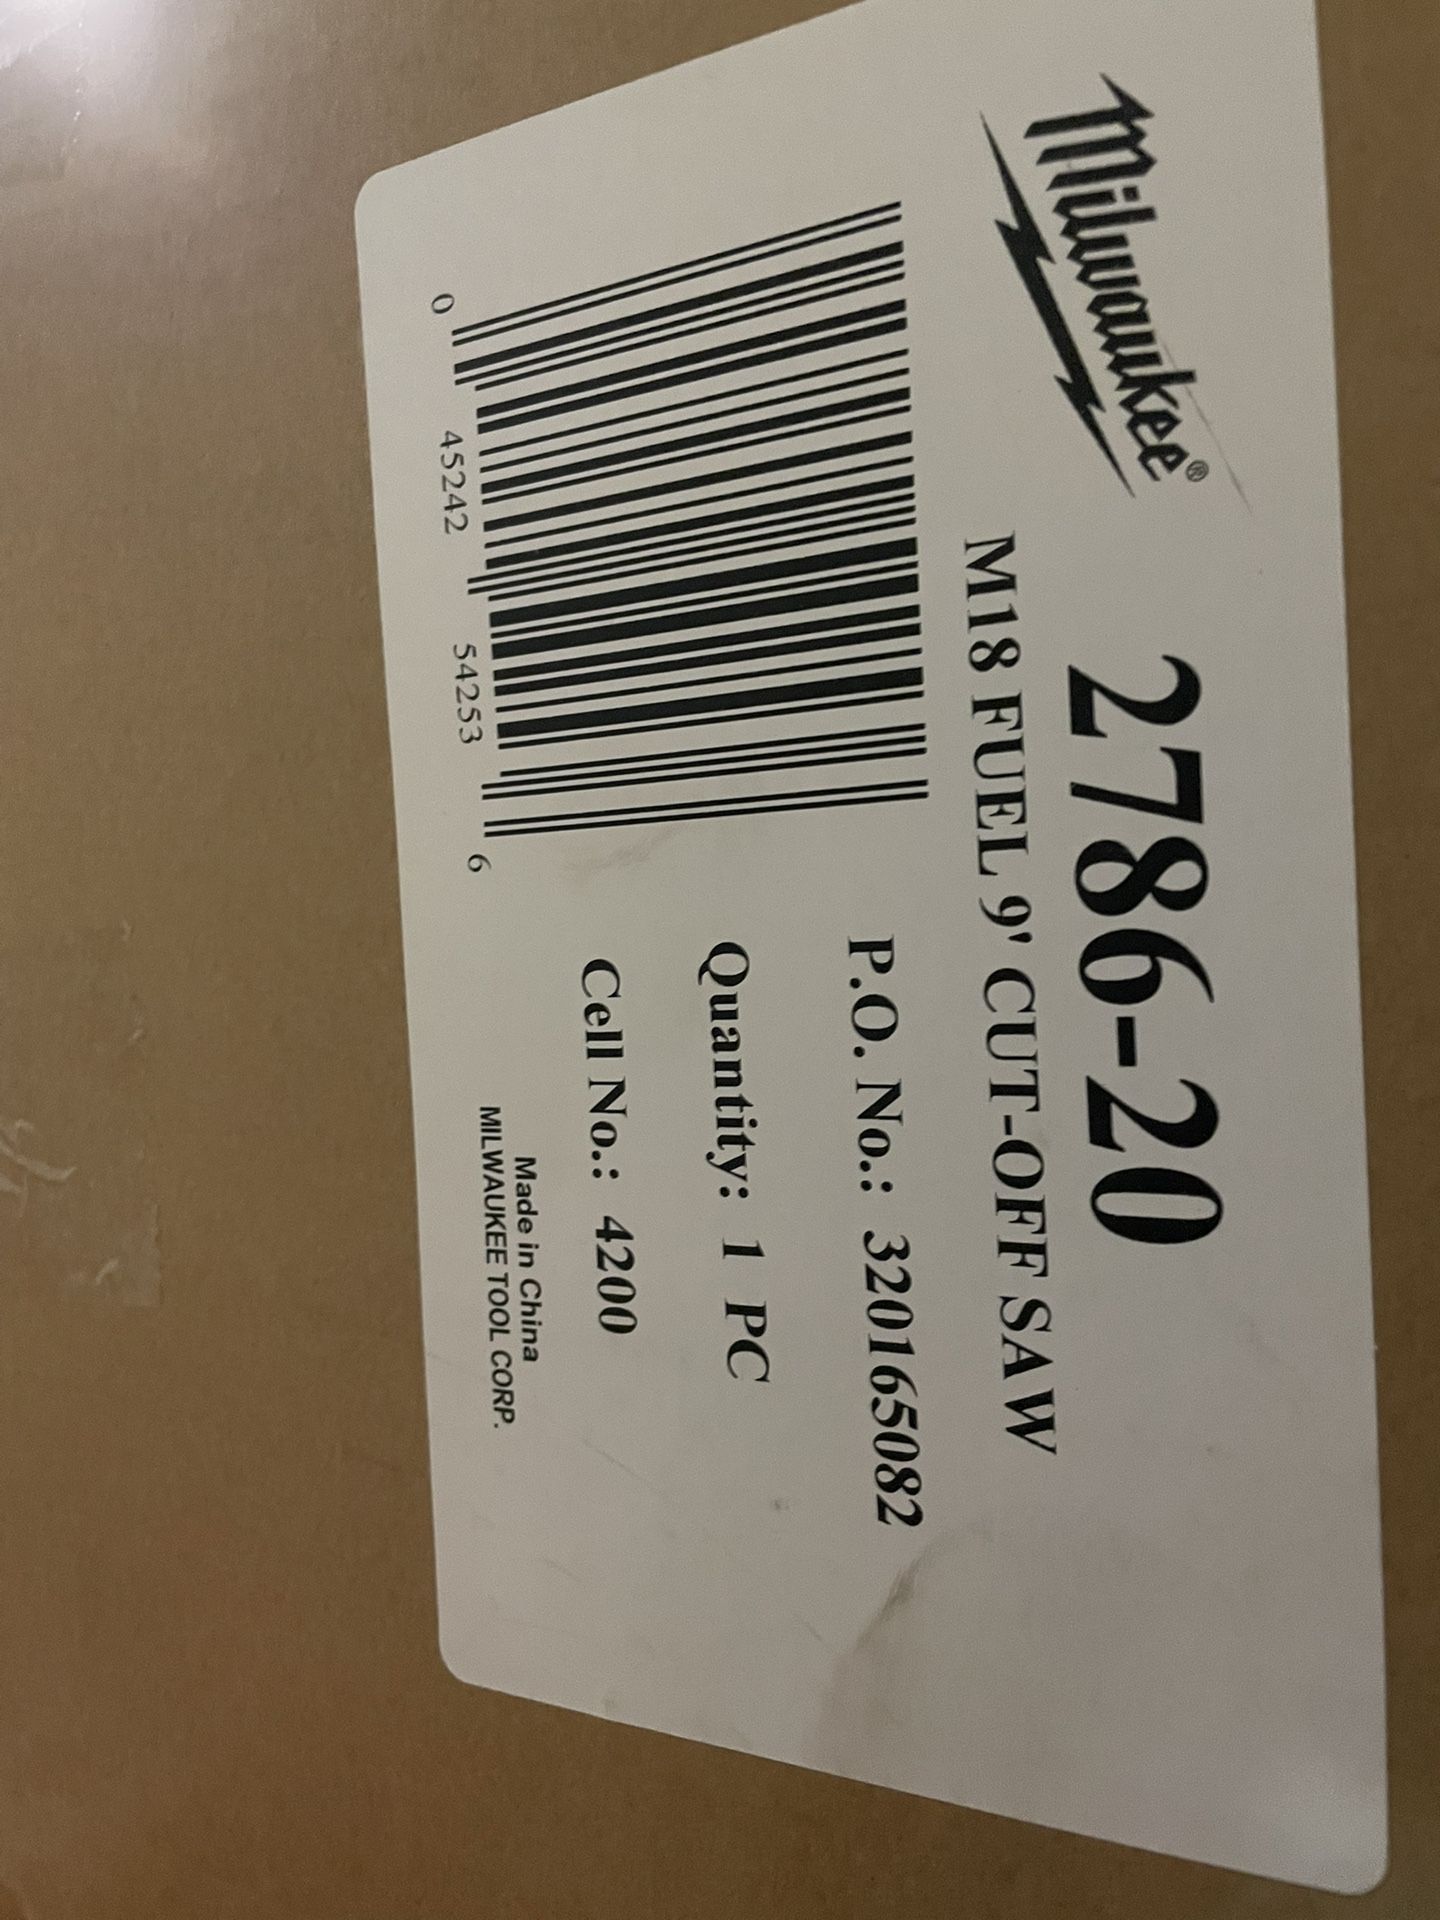 Milwaukee®
2786-20
M18 FUEL 9' CUT-OFF SAW
P.O. No.: 320165082
Quantity: 1 PC
Cell No.: 4200
0 45242 54253 6
Made in China
MILWAUKEE TOOL CORP.